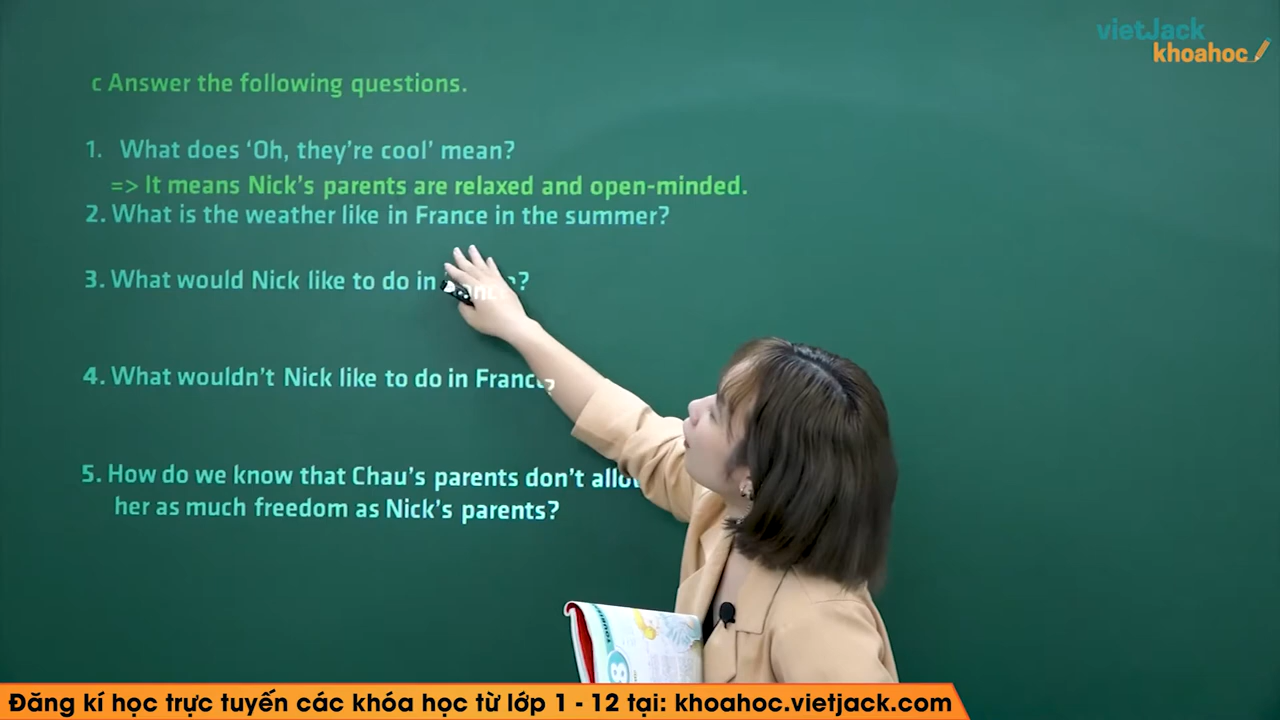 vietJack
khoahoc
c Answer the following questions.
1. What does ‘Oh, they’re cool’ mean?
=> It means Nick’s parents are relaxed and open-minded.
2. What is the weather like in France in the summer?
3. What would Nick like to do in ?
4. What wouldn’t Nick like to do in France?
5. How do we know that Chau’s parents don’t
her as much freedom as Nick’s parents?
8
Đăng kí học trực tuyến các khóa học từ lớp 1 - 12 tại: khoahoc.vietjack.com